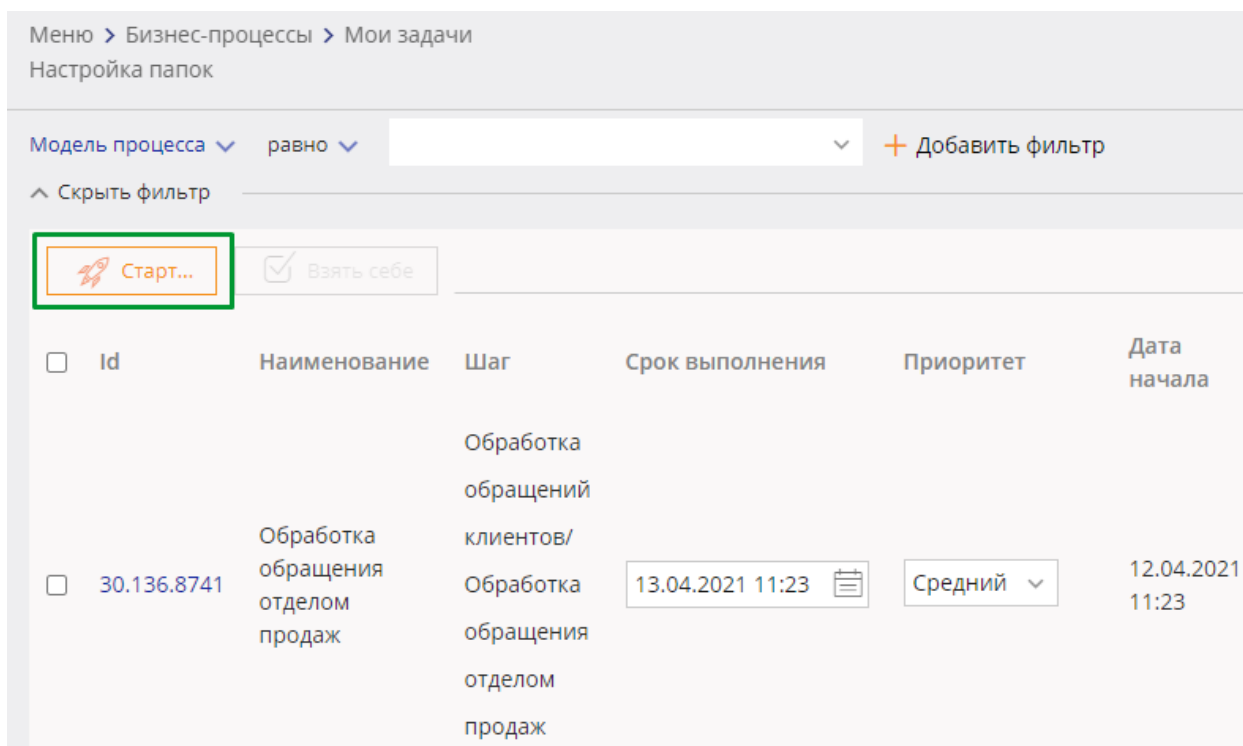 Меню > Бизнес-процессы > Мои задачи
Настройка папок
Модель процесса равно Добавить фильтр
Скрыть фильтр
Старт... Взять себе
Id Наименование Шаг Срок выполнения Приоритет Дата
начала
Обработка
обращений
клиентов/
Обработка
обращения
отделом
продаж
30.136.8741
Обработка
обращения
отделом
продаж
13.04.2021 11:23
Средний
12.04.2021
11:23